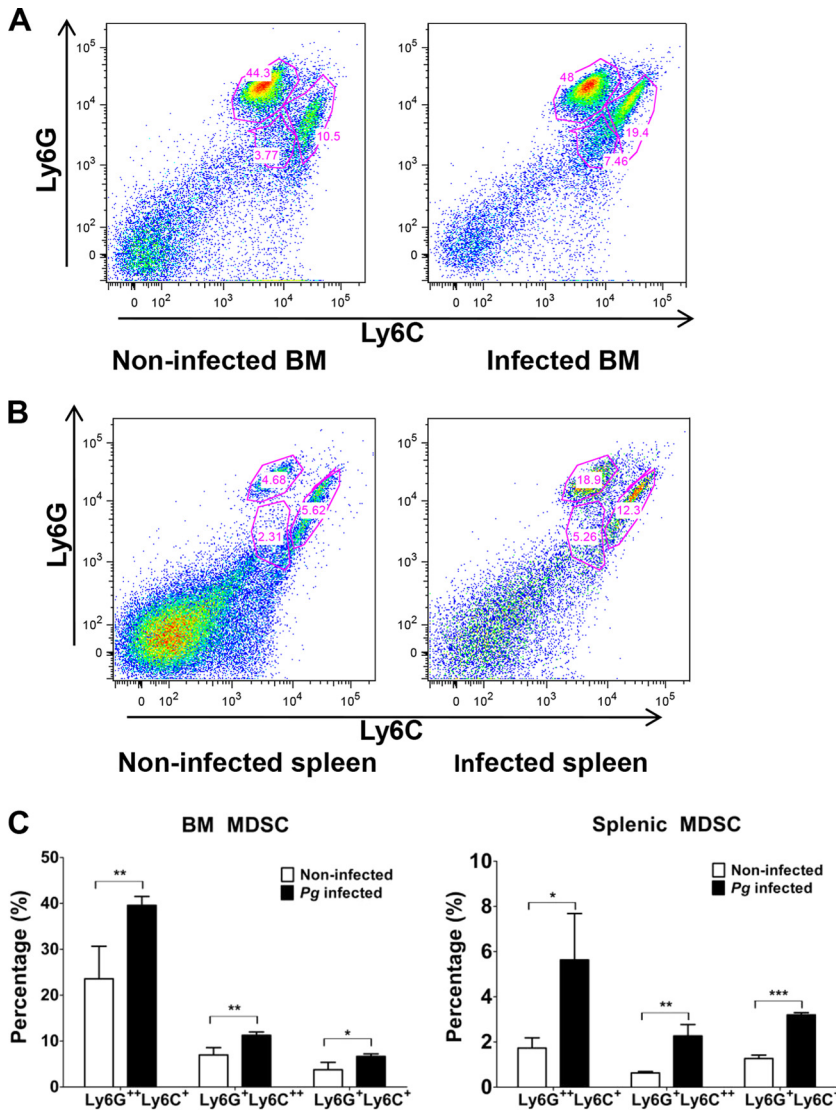 A
Ly6G
10⁵
10⁴
10³
10²
0
44.3
10.5
3.77
48
19.4
7.46
0 10² 10³ 10⁴ 10⁵
0 10² 10³ 10⁴ 10⁵
Ly6C
Non-infected BM
Infected BM
B
Ly6G
10⁵
10⁴
10³
10²
0
4.68
5.62
2.31
10⁵
10⁴
10³
10²
0
18.9
12.3
5.26
0 10² 10³ 10⁴ 10⁵
0 10² 10³ 10⁴ 10⁵
Ly6C
Non-infected spleen
Infected spleen
C
BM MDSC
Percentage (%)
50
40
30
20
10
0
Non-infected
Pg infected
**
**
*
Ly6G⁺⁺Ly6C⁺ Ly6G⁺Ly6C⁺⁺ Ly6G⁺Ly6C⁺
Splenic MDSC
Percentage (%)
10
8
6
4
2
0
Non-infected
Pg infected
*
**
***
Ly6G⁺⁺Ly6C⁺ Ly6G⁺Ly6C⁺⁺ Ly6G⁺Ly6C⁺